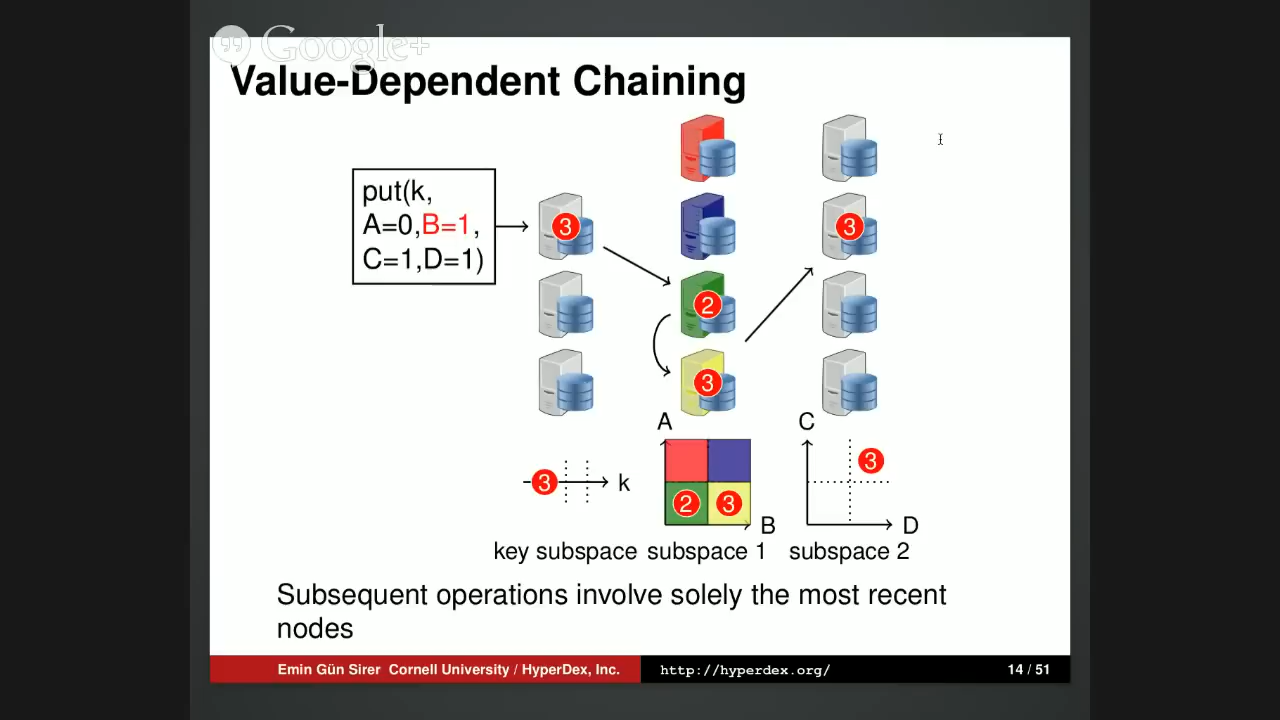 Google+
Value-Dependent Chaining
put(k,
A=0,B=1,
C=1,D=1)
3
3
2
3
A
C
3
k
2
3
B
3
D
key subspace
subspace 1
subspace 2
Subsequent operations involve solely the most recent
nodes
Emin Gün Sirer Cornell University / HyperDex, Inc.
http://hyperdex.org/
14 / 51